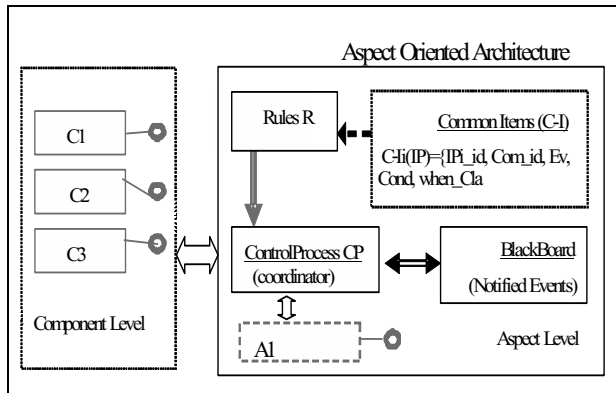 Aspect Oriented Architecture
C1
C2
C3
Component Level
Rules R
Common Items (C-I)
C-Ii(IP)={IPi_id, Com_id, Ev,
Cond, when_Cla
ControlProcess CP
(coordinator)
BlackBoard
(Notified Events)
A1
Aspect Level